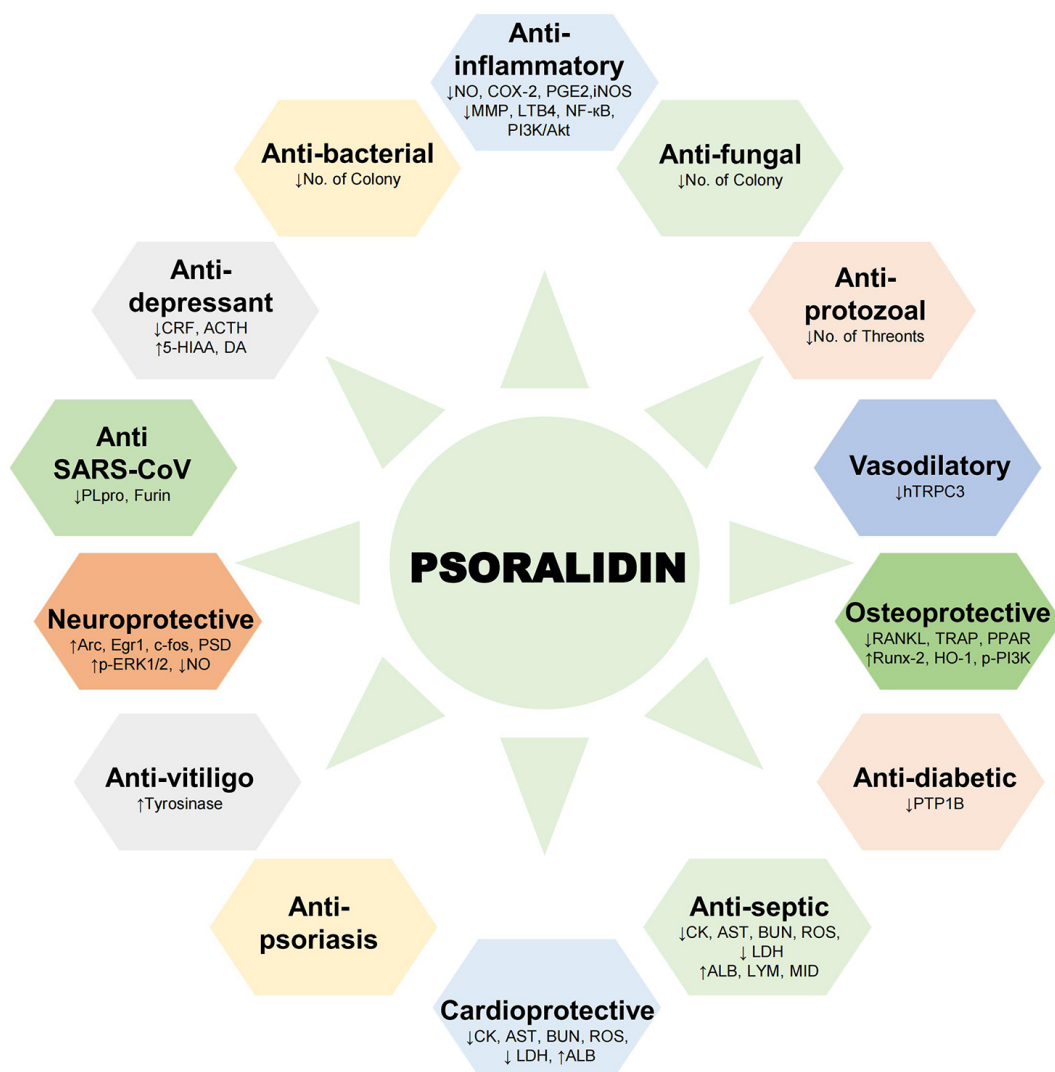 Anti-
inflammatory
↓NO, COX-2, PGE2,iNOS
↓MMP, LTB4, NF-κB,
PI3K/Akt
Anti-fungal
↓No. of Colony
Anti-
protozoal
↓No. of Theronts
Vasodilatory
↓hTRPC3
Osteoprotective
↓RANKL, TRAP, PPAR
↑Runx-2, HO-1, p-PI3K
Anti-diabetic
↓PTP1B
Anti-septic
↓CK, AST, BUN, ROS,
↓ LDH
↑ALB, LYM, MID
Cardioprotective
↓CK, AST, BUN, ROS,
↓ LDH, ↑ALB
Anti-
psoriasis
Anti-vitiligo
↑Tyrosinase
Neuroprotective
↑Arc, Egr1, c-fos, PSD
↑p-ERK1/2, ↓NO
Anti
SARS-CoV
↓PLpro, Furin
Anti-
depressant
↓CRF, ACTH
↑5-HIAA, DA
Anti-bacterial
↓No. of Colony
PSORALIDIN